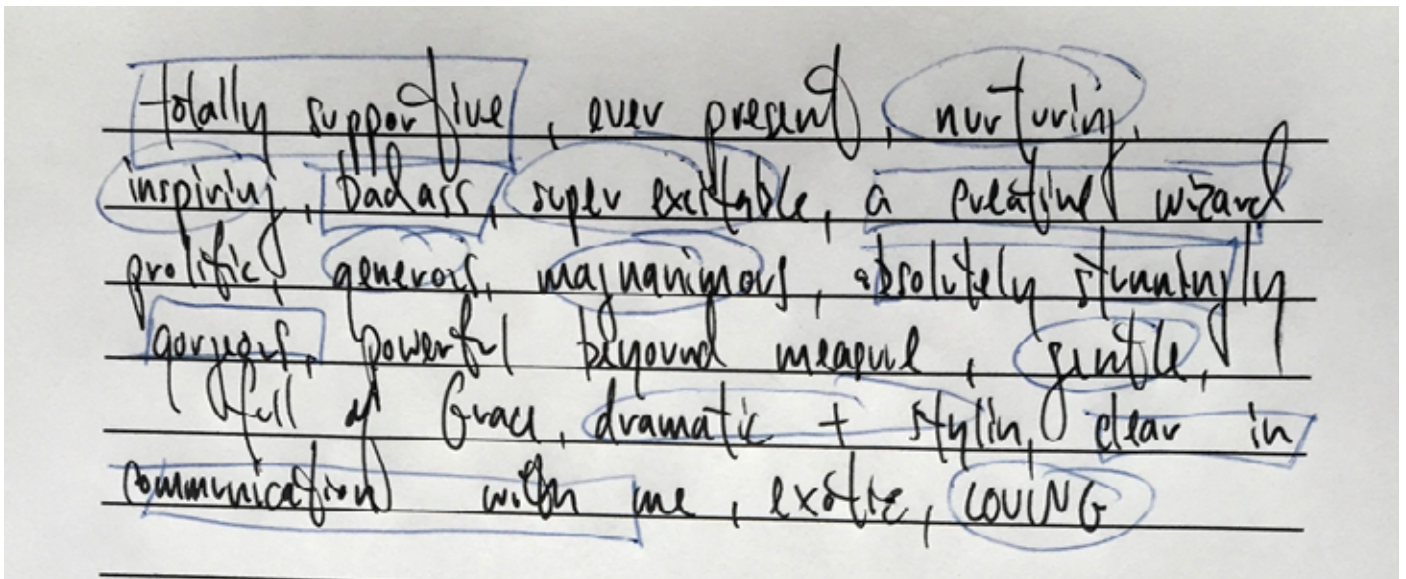 totally supportive, ever present, nurturing,
inspiring, badass, super excitable, a creative wizard
prolific, generous, magnanimous, absolutely stunningly
gorgeous, powerful beyound measure, gentle,
full of Grace, dramatic + stylin, clear in
communication with me, exotic, LOVING